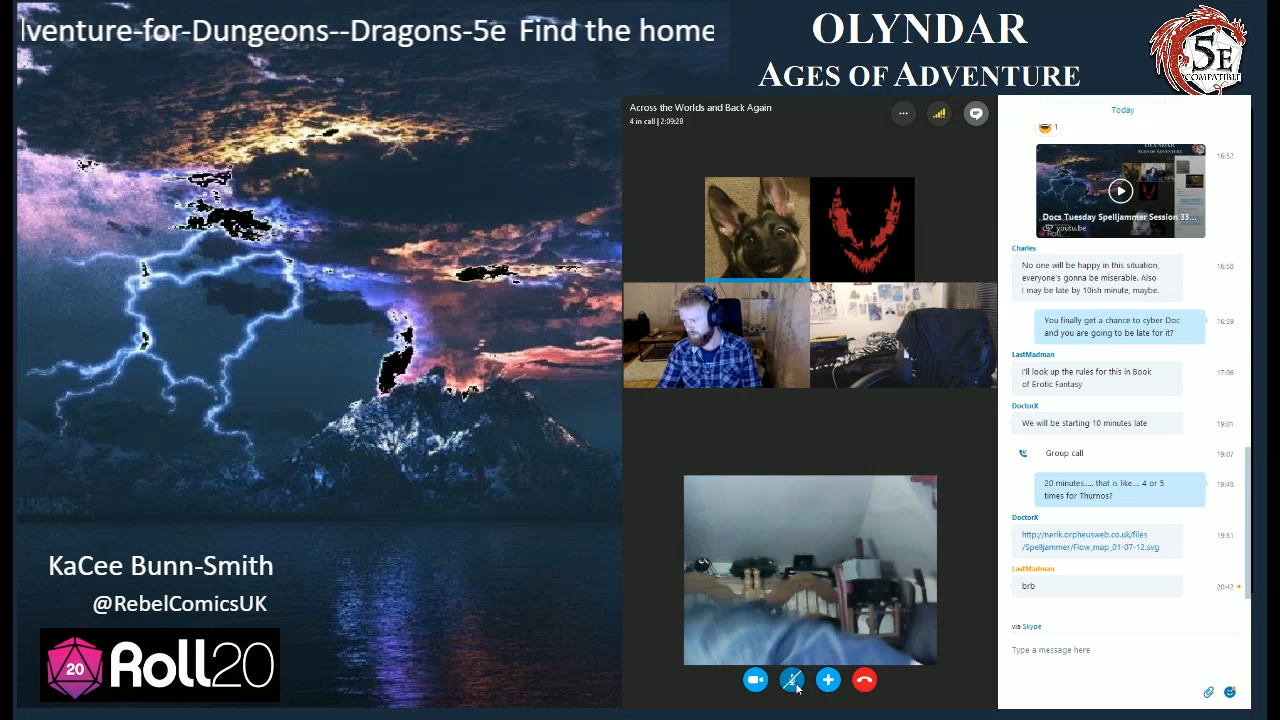 lventure-for-Dungeons--Dragons-5e Find the home
OLYNDAR
AGES OF ADVENTURE
5e
COMPATIBLE
Across the Worlds and Back Again
4 in call | 2:09:28
Today
1
16:52
OLYNDAR
AGES OF ADVENTURE
Docs Tuesday Spelljammer Session 33...
youtu.be
Charles
No one will be happy in this situation,
everyone's gonna be miserable. Also
I may be late by 10ish minute, maybe.
16:58
You finally get a chance to cyber Doc
and you are going to be late for it?
16:59
LastMadman
I'll look up the rules for this in Book
of Erotic Fantasy
17:06
DoctorX
We will be starting 10 minutes late
19:01
Group call
19:07
20 minutes..... that is like.... 4 or 5
times for Thurnos?
19:46
DoctorX
http://nerik.orpheusweb.co.uk/files
/Spelljammer/Flow_map_01-07-12.svg
19:51
LastMadman
brb
20:42
via Skype
Type a message here
KaCee Bunn-Smith
@RebelComicsUK
20
Roll20